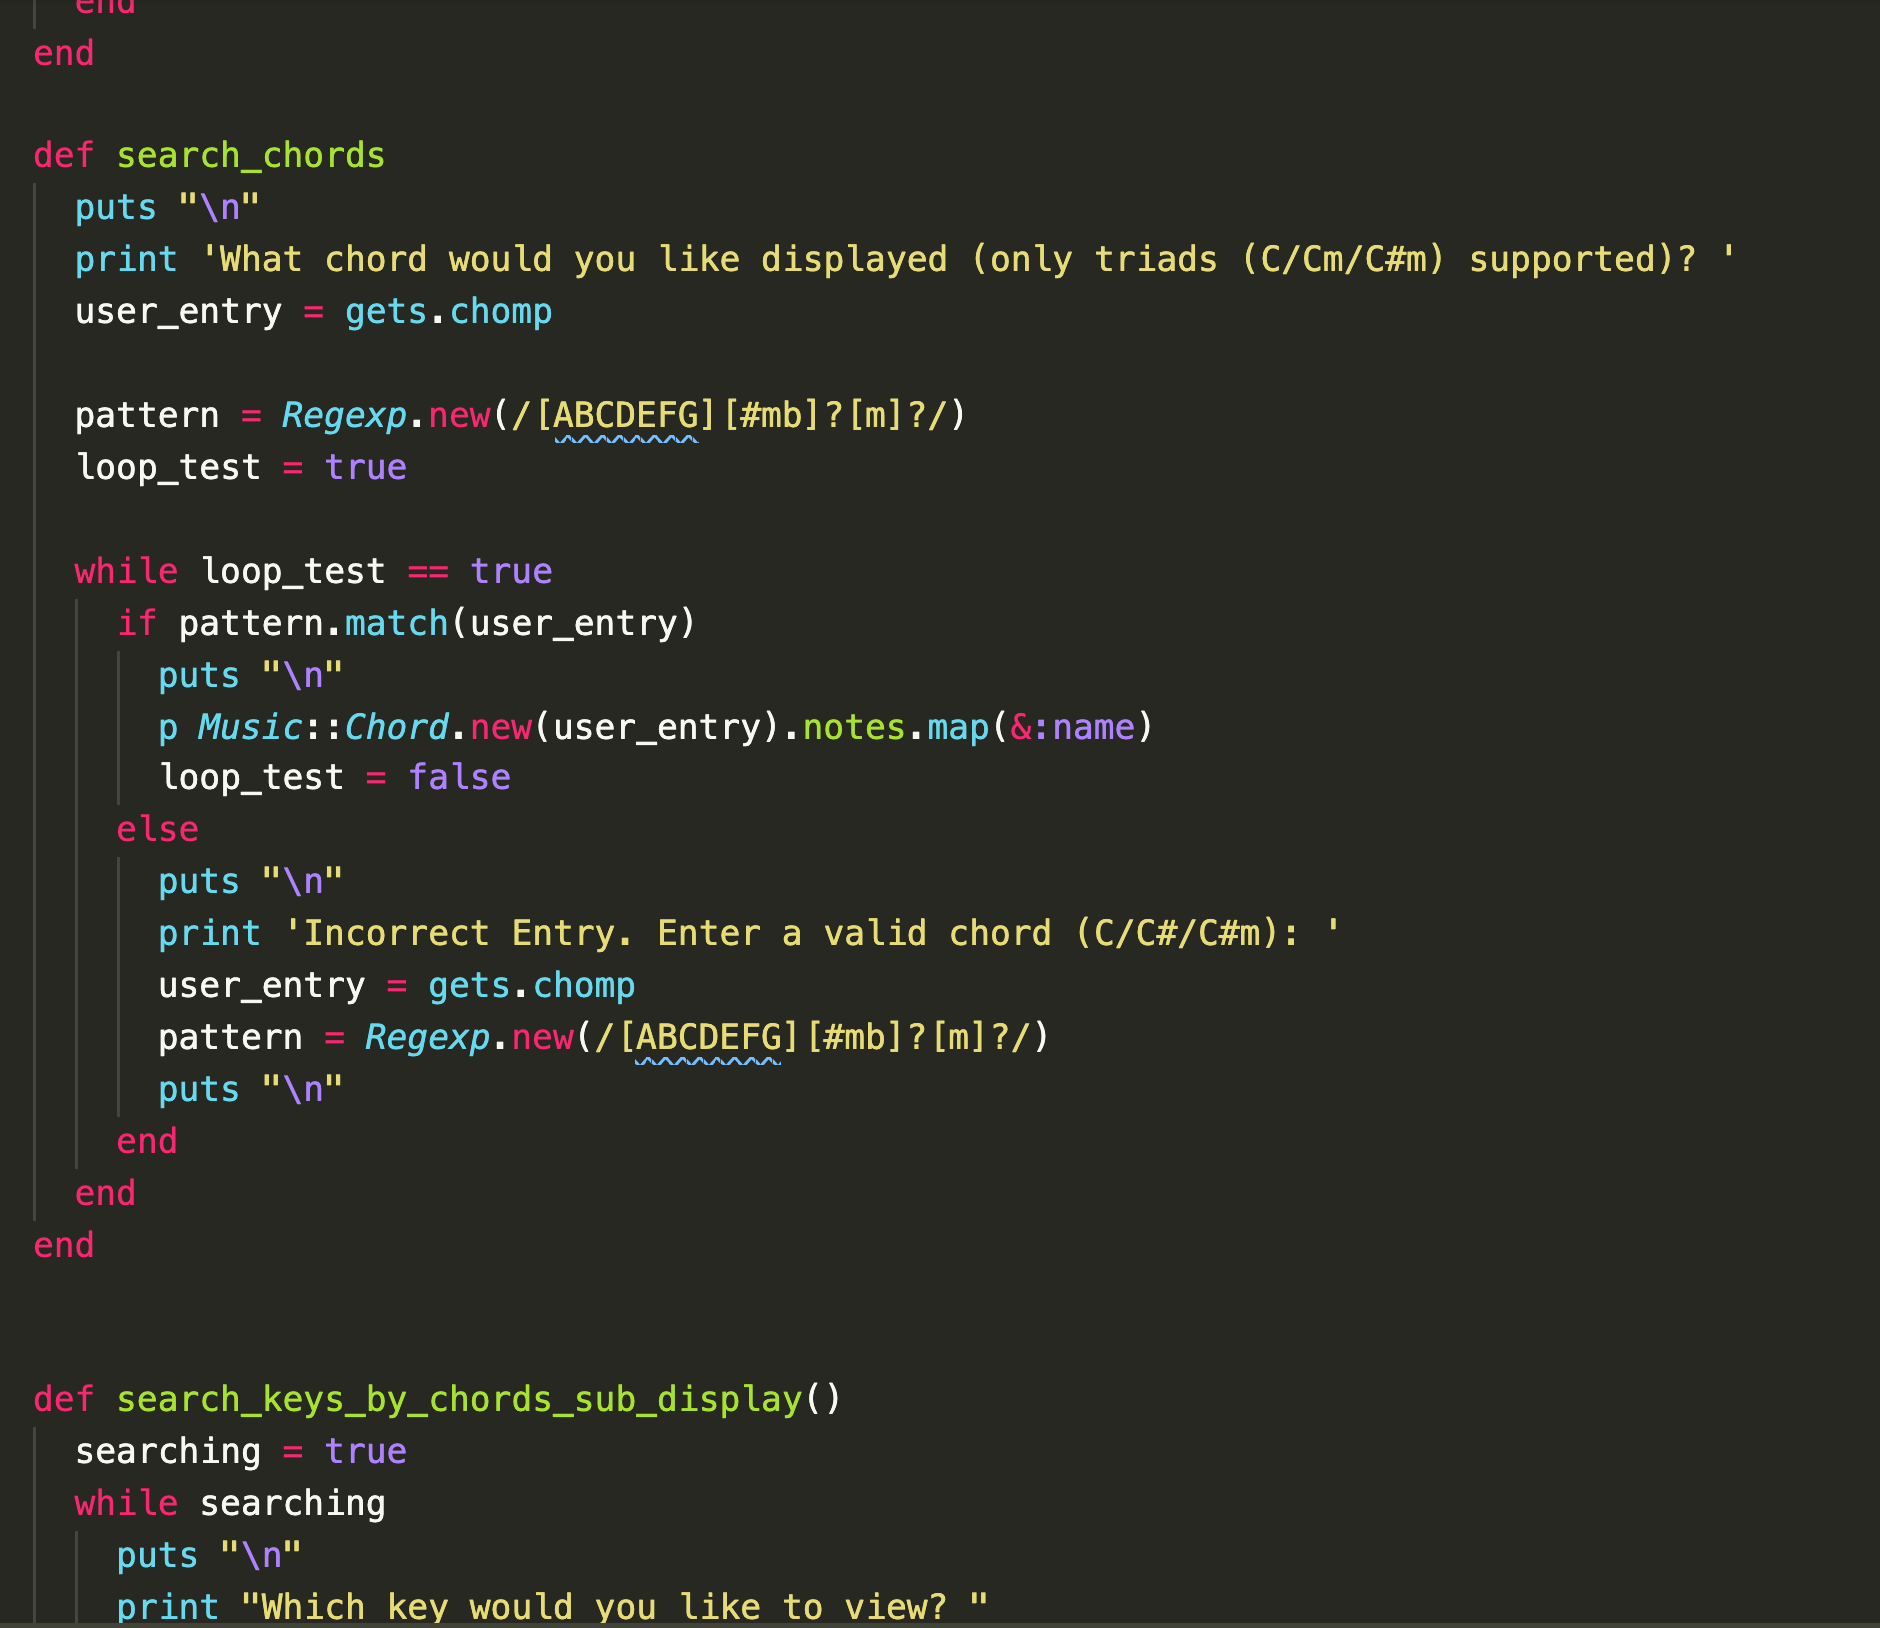 end
end
def search_chords
puts "\n"
print 'What chord would you like displayed (only triads (C/Cm/C#m) supported)? '
user_entry = gets.chomp
pattern = Regexp.new(/[ABCDEFG][#mb]?[m]?/)
loop_test = true
while loop_test == true
if pattern.match(user_entry)
puts "\n"
p Music::Chord.new(user_entry).notes.map(&:name)
loop_test = false
else
puts "\n"
print 'Incorrect Entry. Enter a valid chord (C/C#/C#m): '
user_entry = gets.chomp
pattern = Regexp.new(/[ABCDEFG][#mb]?[m]?/)
puts "\n"
end
end
end
def search_keys_by_chords_sub_display()
searching = true
while searching
puts "\n"
print "Which key would you like to view? "